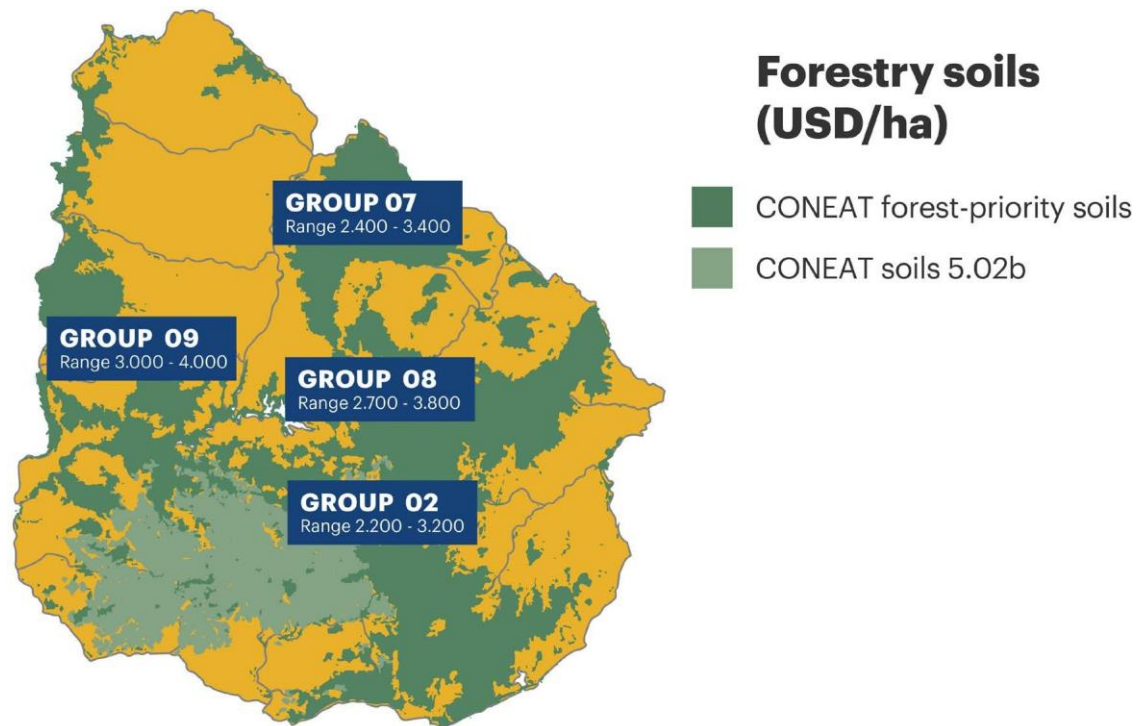 Forestry soils
(USD/ha)
CONEAT forest-priority soils
CONEAT soils 5.02b
GROUP 07
Range 2.400 - 3.400
GROUP 09
Range 3.000 - 4.000
GROUP 08
Range 2.700 - 3.800
GROUP 02
Range 2.200 - 3.200